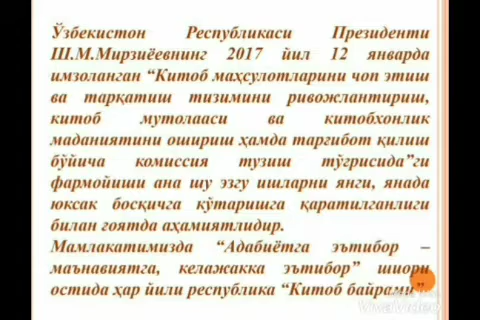 Ўзбекистон Республикаси Президенти
Ш.М.Мирзиёевнинг 2017 йил 12 январда
имзоланган “Китоб маҳсулотларини чоп этиш
ва тарқатиш тизимини ривожлантириш,
китоб мутолааси ва китобхонлик
маданиятини ошириш ҳамда тарғибот қилиш
бўйича комиссия тузиш тўғрисида”ги
фармойиши ана шу эзгу ишларни янги, янада
юксак босқичга кўтаришга қаратилганлиги
билан ғоятда аҳамиятлидир.
Мамлакатимизда “Адабиётга эътибор –
маънавиятга, келажакка эътибор” шиори
остида ҳар йили республика “Китоб байрами”
VivaVideo